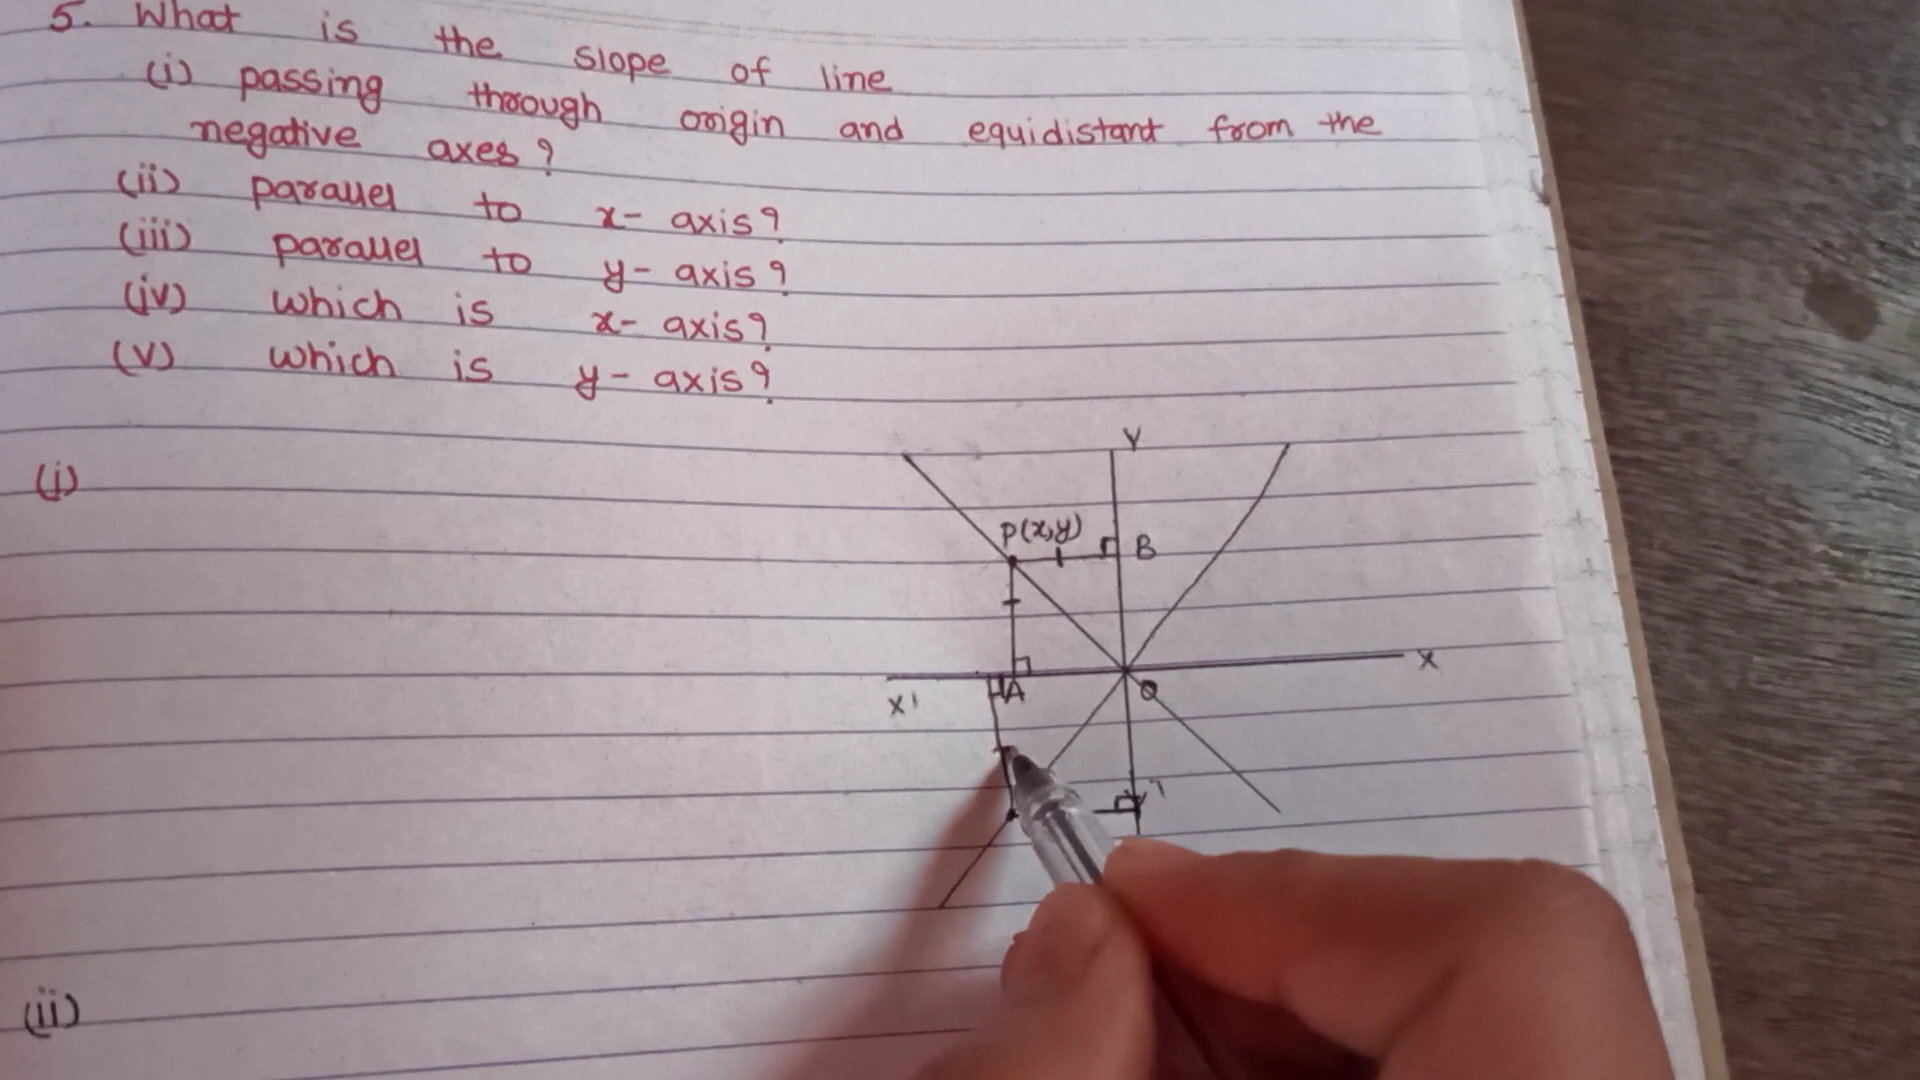 5. What is the slope of line
(i) passing through origin and equidistant from the
negative axes?
(ii) parallel to x- axis?
(iii) parallel to y- axis?
(iv) which is x- axis?
(v) which is y- axis?
(i)
Y
P(x,y)
B
X
X'
A
O
Y'
(ii)